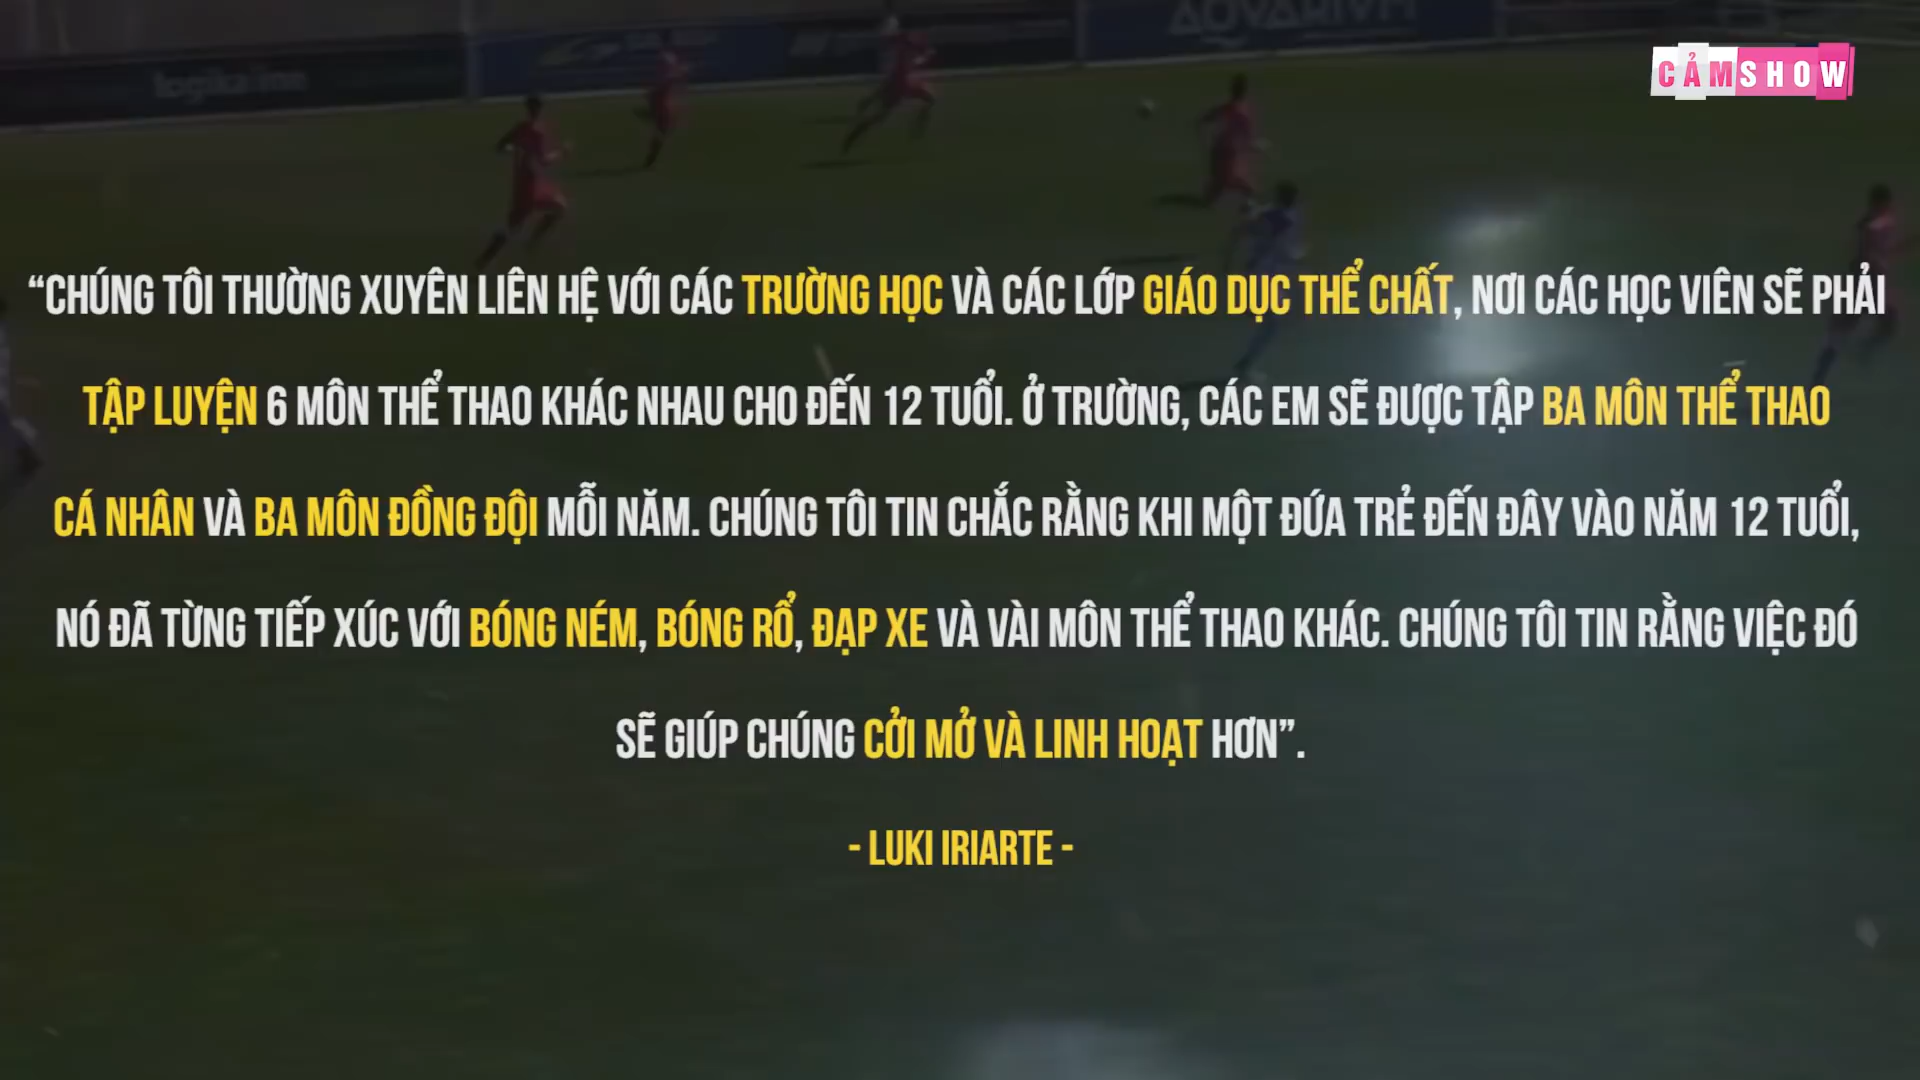 AQVARIVM
logika line
CẢMSHOW
“CHÚNG TÔI THƯỜNG XUYÊN LIÊN HỆ VỚI CÁC TRƯỜNG HỌC VÀ CÁC LỚP GIÁO DỤC THỂ CHẤT, NƠI CÁC HỌC VIÊN SẼ PHẢI
TẬP LUYỆN 6 MÔN THỂ THAO KHÁC NHAU CHO ĐẾN 12 TUỔI. Ở TRƯỜNG, CÁC EM SẼ ĐƯỢC TẬP BA MÔN THỂ THAO
CÁ NHÂN VÀ BA MÔN ĐỒNG ĐỘI MỖI NĂM. CHÚNG TÔI TIN CHẮC RẰNG KHI MỘT ĐỨA TRẺ ĐẾN ĐÂY VÀO NĂM 12 TUỔI,
NÓ ĐÃ TỪNG TIẾP XÚC VỚI BÓNG NÉM, BÓNG RỔ, ĐẠP XE VÀ VÀI MÔN THỂ THAO KHÁC. CHÚNG TÔI TIN RẰNG VIỆC ĐÓ
SẼ GIÚP CHÚNG CỞI MỞ VÀ LINH HOẠT HƠN”.
- LUKI IRIARTE -